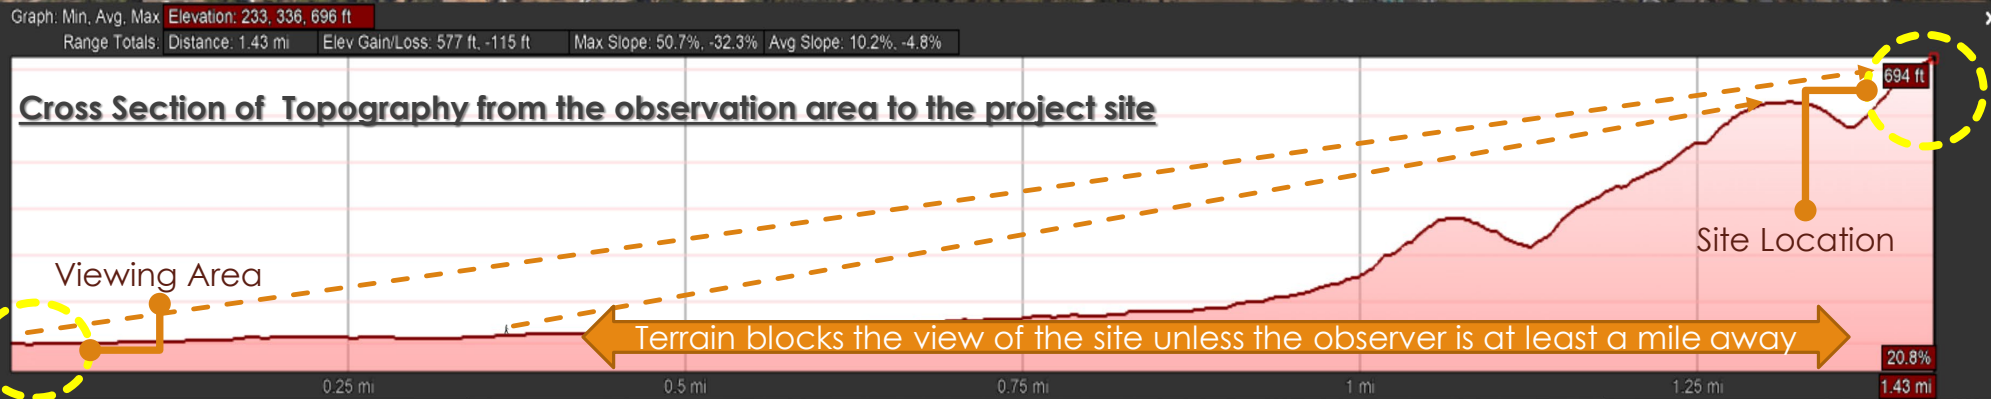 Graph: Min, Avg, Max Elevation: 233, 336, 696 ft
Range Totals: Distance: 1.43 mi Elev Gain/Loss: 577 ft, -115 ft Max Slope: 50.7%, -32.3% Avg Slope: 10.2%, -4.8%
694 ft
Cross Section of Topography from the observation area to the project site
Site Location
Viewing Area
Terrain blocks the view of the site unless the observer is at least a mile away
20.8%
0.25 mi 0.5 mi 0.75 mi 1 mi 1.25 mi 1.43 mi